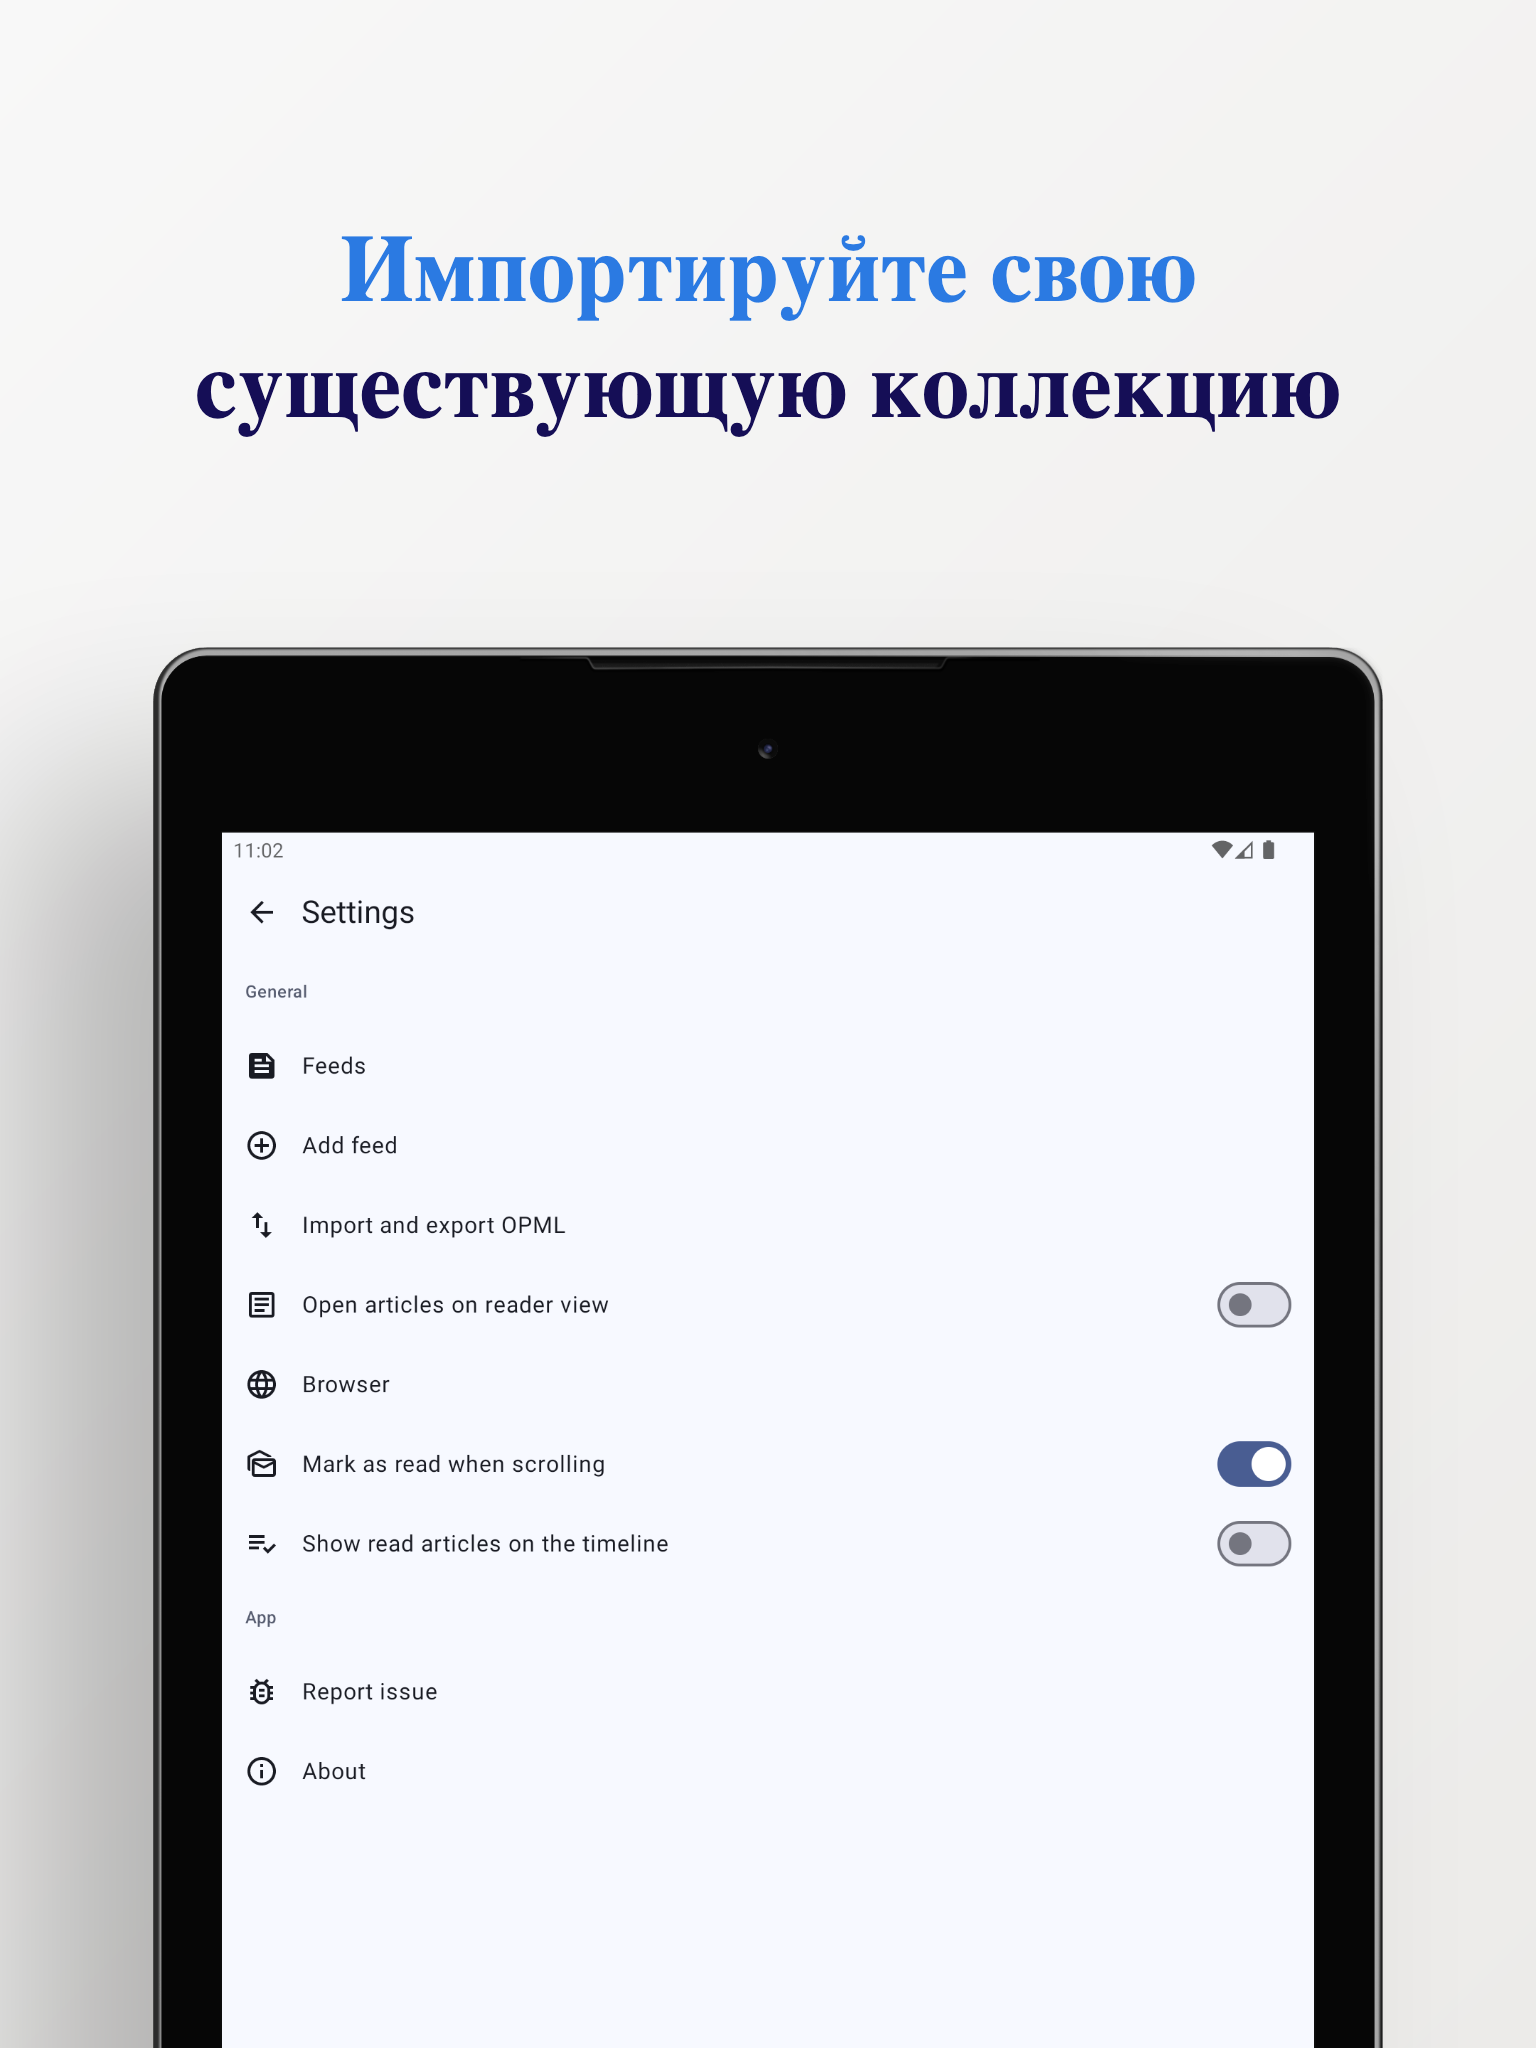 Импортируйте свою
существующую коллекцию
11:02
Settings
General
Feeds
Add feed
Import and export OPML
Open articles on reader view
Browser
Mark as read when scrolling
Show read articles on the timeline
App
Report issue
About